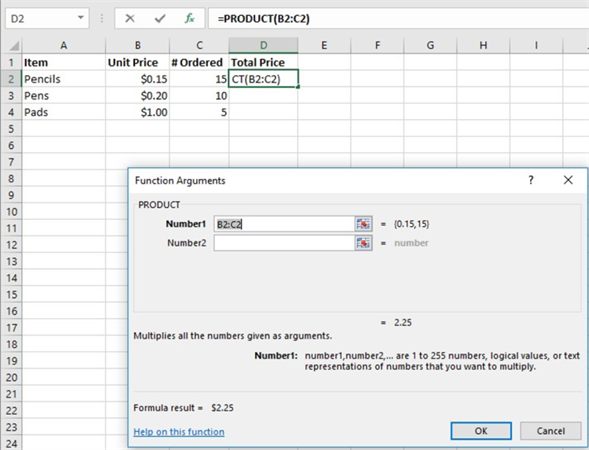 D2 fx =PRODUCT(B2:C2)
A B C D E F G H I
1 Item Unit Price # Ordered Total Price
2 Pencils $0.15 15 CT(B2:C2)
3 Pens $0.20 10
4 Pads $1.00 5
5
6
7
8
9
10
11
12
13
14
15
16
17
18
19
20
21
22
23
24
Function Arguments ?
PRODUCT
Number1 B2:C2 = {0.15,15}
Number2 = number
= 2.25
Multiplies all the numbers given as arguments.
Number1: number1,number2,... are 1 to 255 numbers, logical values, or text
representations of numbers that you want to multiply.
Formula result = $2.25
Help on this function OK Cancel